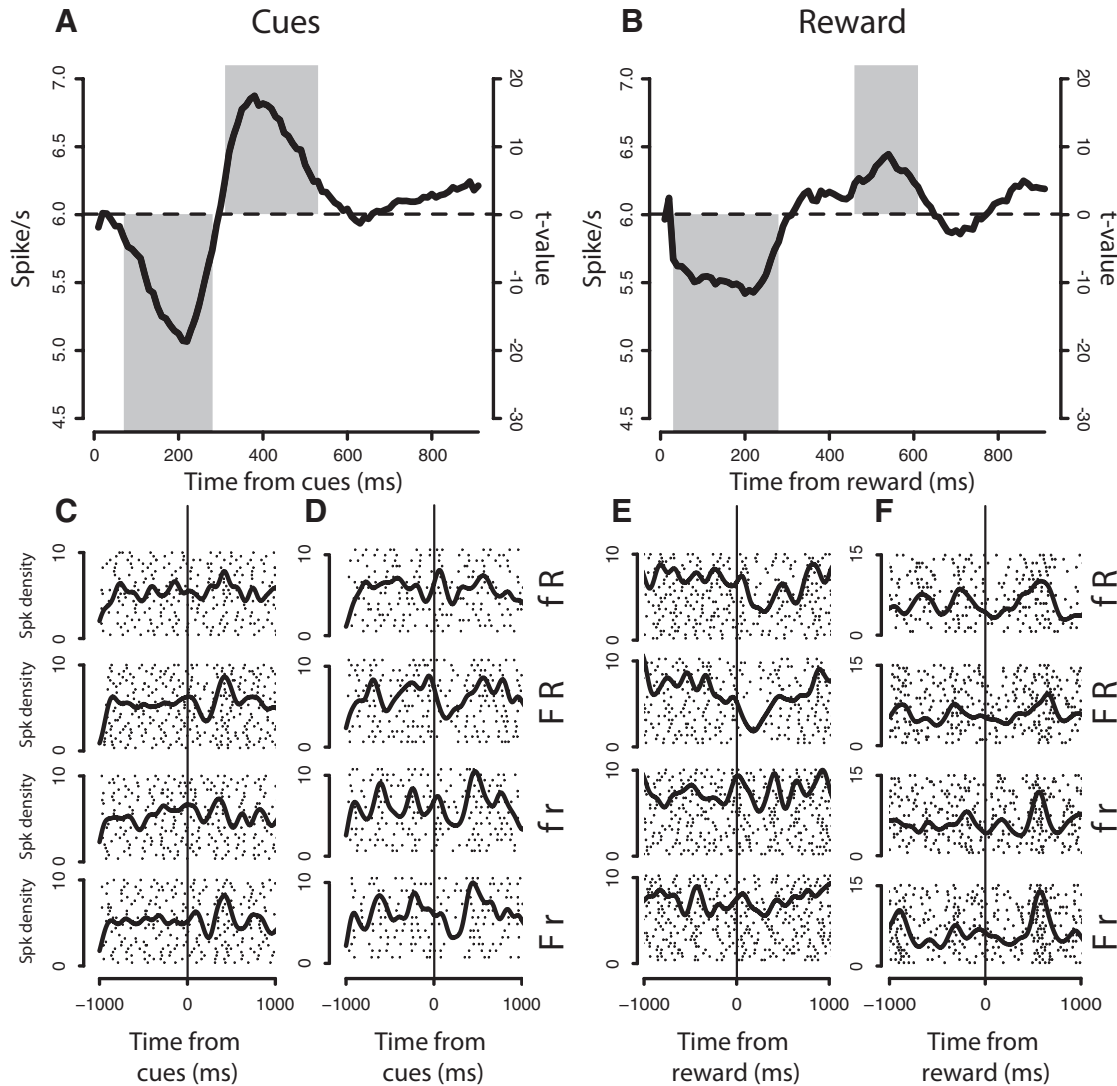 A Cues
B Reward
7.0
6.5
6.0
5.5
5.0
4.5
Spike/s
20
10
0
-10
-20
-30
t-value
0 200 400 600 800
Time from cues (ms)
7.0
6.5
6.0
5.5
5.0
4.5
Spike/s
20
10
0
-10
-20
-30
t-value
0 200 400 600 800
Time from reward (ms)
C
D
E
F
Spk density
10
0
10
0
10
0
15
0
fR
Spk density
10
0
10
0
10
0
15
0
FR
Spk density
10
0
10
0
10
0
15
0
fr
Spk density
10
0
10
0
10
0
15
0
Fr
−1000 0 1000
−1000 0 1000
−1000 0 1000
−1000 0 1000
Time from
cues (ms)
Time from
cues (ms)
Time from
reward (ms)
Time from
reward (ms)